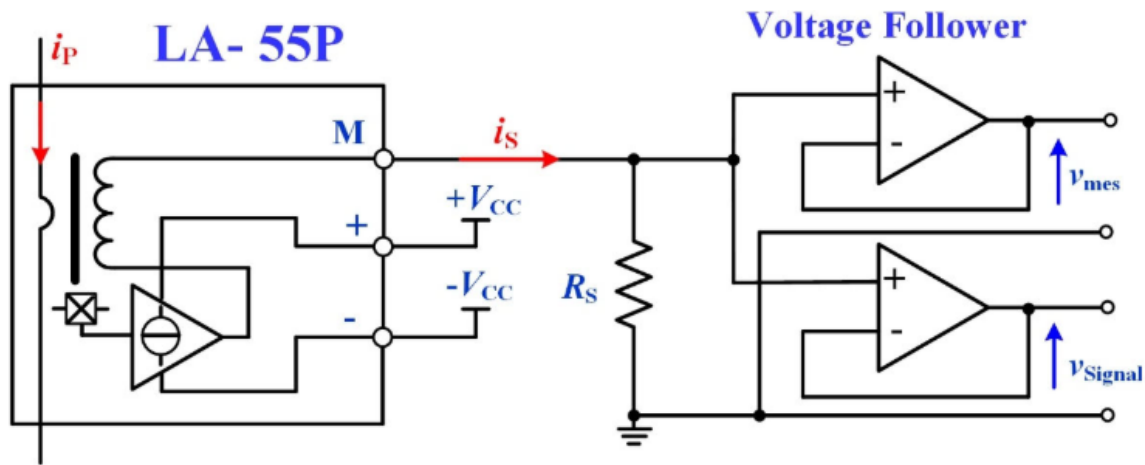 LA- 55P
Voltage Follower
iP
M
iS
+
-
vmes
+
+VCC
-VCC
-
RS
+
-
vSignal